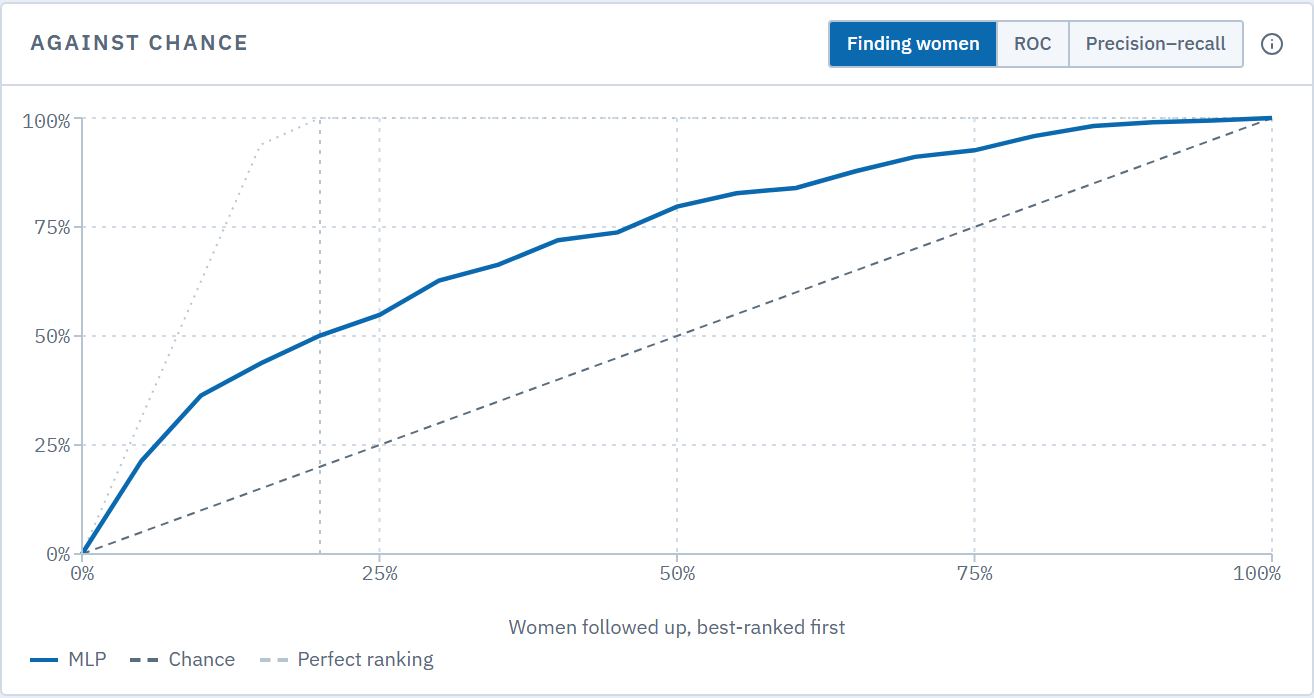 AGAINST CHANCE
Finding women
ROC
Precision–recall
100%
75%
50%
25%
0%
0%
25%
50%
75%
100%
Women followed up, best-ranked first
MLP
Chance
Perfect ranking